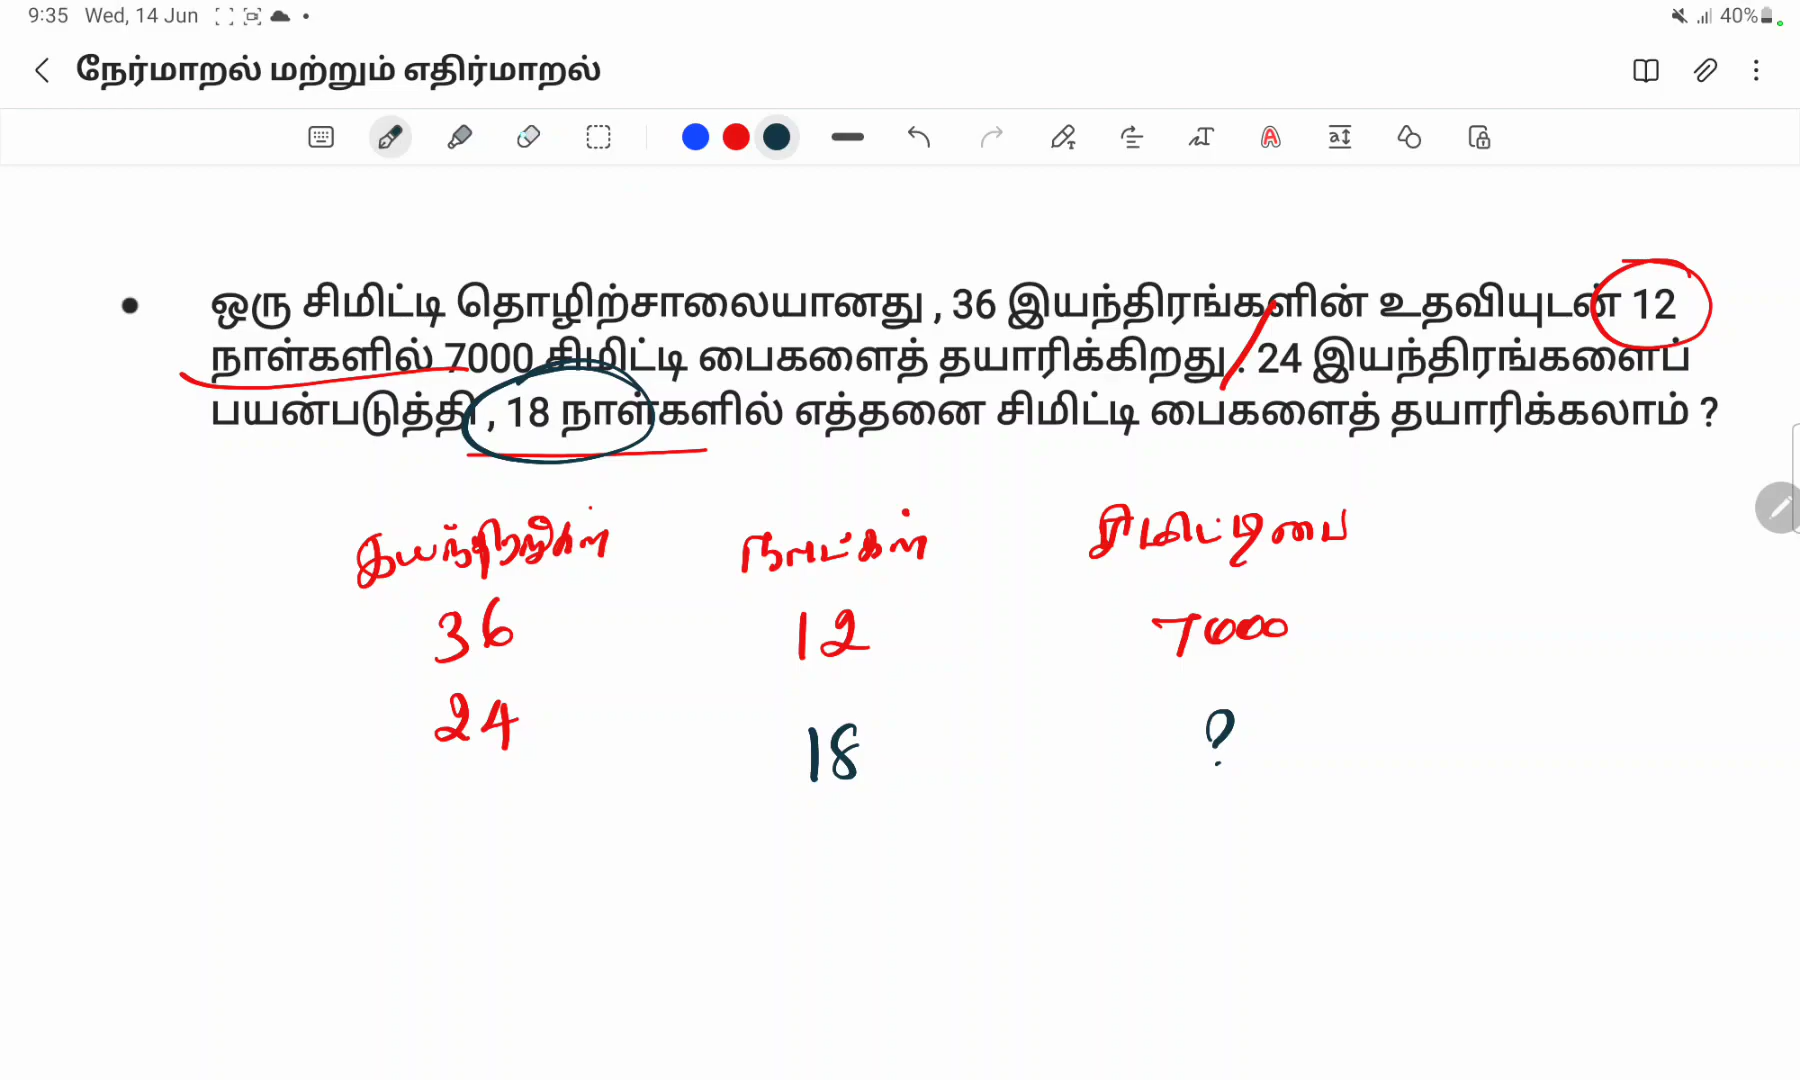 9:35 Wed, 14 Jun
40%
நேர்மாறல் மற்றும் எதிர்மாறல்
ஒரு சிமிட்டி தொழிற்சாலையானது , 36 இயந்திரங்களின் உதவியுடன் 12
நாள்களில் 7000 சிமிட்டி பைகளைத் தயாரிக்கிறது . 24 இயந்திரங்களைப்
பயன்படுத்தி , 18 நாள்களில் எத்தனை சிமிட்டி பைகளைத் தயாரிக்கலாம் ?
இயந்திரங்கள் நாட்கள் சிமிட்டி பை
36 12 7000
24 18 ?